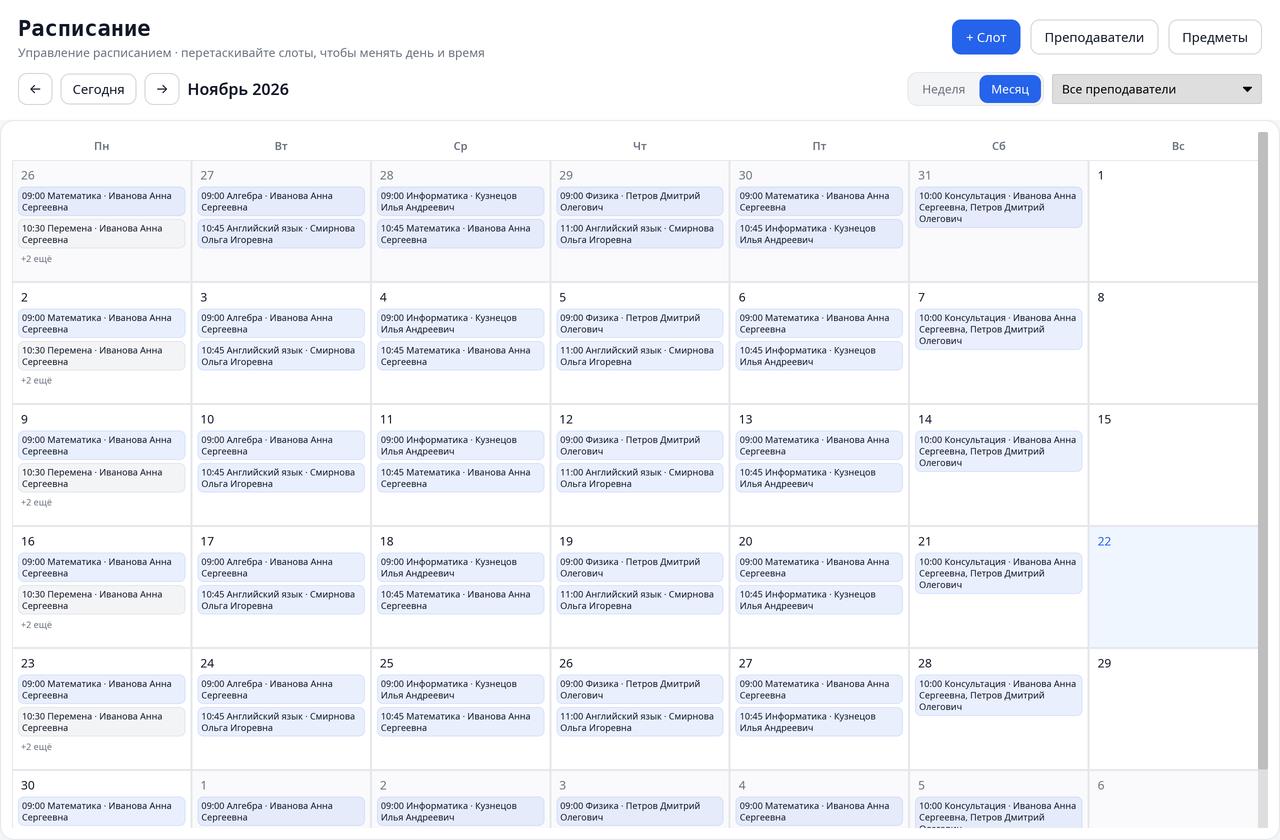 Расписание
Управление расписанием · перетаскивайте слоты, чтобы менять день и время
+ Слот
Преподаватели
Предметы
←
Сегодня
→
Ноябрь 2026
Неделя
Месяц
Все преподаватели
Пн
Вт
Ср
Чт
Пт
Сб
Вс
26
09:00 Математика · Иванова Анна
Сергеевна
10:30 Перемена · Иванова Анна
Сергеевна
+2 ещё
27
09:00 Алгебра · Иванова Анна
Сергеевна
10:45 Английский язык · Смирнова
Ольга Игоревна
28
09:00 Информатика · Кузнецов
Илья Андреевич
10:45 Математика · Иванова Анна
Сергеевна
29
09:00 Физика · Петров Дмитрий
Олегович
11:00 Английский язык · Смирнова
Ольга Игоревна
30
09:00 Математика · Иванова Анна
Сергеевна
10:45 Информатика · Кузнецов
Илья Андреевич
31
10:00 Консультация · Иванова Анна
Сергеевна, Петров Дмитрий
Олегович
1
2
09:00 Математика · Иванова Анна
Сергеевна
10:30 Перемена · Иванова Анна
Сергеевна
+2 ещё
3
09:00 Алгебра · Иванова Анна
Сергеевна
10:45 Английский язык · Смирнова
Ольга Игоревна
4
09:00 Информатика · Кузнецов
Илья Андреевич
10:45 Математика · Иванова Анна
Сергеевна
5
09:00 Физика · Петров Дмитрий
Олегович
11:00 Английский язык · Смирнова
Ольга Игоревна
6
09:00 Математика · Иванова Анна
Сергеевна
10:45 Информатика · Кузнецов
Илья Андреевич
7
10:00 Консультация · Иванова Анна
Сергеевна, Петров Дмитрий
Олегович
8
9
09:00 Математика · Иванова Анна
Сергеевна
10:30 Перемена · Иванова Анна
Сергеевна
+2 ещё
10
09:00 Алгебра · Иванова Анна
Сергеевна
10:45 Английский язык · Смирнова
Ольга Игоревна
11
09:00 Информатика · Кузнецов
Илья Андреевич
10:45 Математика · Иванова Анна
Сергеевна
12
09:00 Физика · Петров Дмитрий
Олегович
11:00 Английский язык · Смирнова
Ольга Игоревна
13
09:00 Математика · Иванова Анна
Сергеевна
10:45 Информатика · Кузнецов
Илья Андреевич
14
10:00 Консультация · Иванова Анна
Сергеевна, Петров Дмитрий
Олегович
15
16
09:00 Математика · Иванова Анна
Сергеевна
10:30 Перемена · Иванова Анна
Сергеевна
+2 ещё
17
09:00 Алгебра · Иванова Анна
Сергеевна
10:45 Английский язык · Смирнова
Ольга Игоревна
18
09:00 Информатика · Кузнецов
Илья Андреевич
10:45 Математика · Иванова Анна
Сергеевна
19
09:00 Физика · Петров Дмитрий
Олегович
11:00 Английский язык · Смирнова
Ольга Игоревна
20
09:00 Математика · Иванова Анна
Сергеевна
10:45 Информатика · Кузнецов
Илья Андреевич
21
10:00 Консультация · Иванова Анна
Сергеевна, Петров Дмитрий
Олегович
22
23
09:00 Математика · Иванова Анна
Сергеевна
10:30 Перемена · Иванова Анна
Сергеевна
+2 ещё
24
09:00 Алгебра · Иванова Анна
Сергеевна
10:45 Английский язык · Смирнова
Ольга Игоревна
25
09:00 Информатика · Кузнецов
Илья Андреевич
10:45 Математика · Иванова Анна
Сергеевна
26
09:00 Физика · Петров Дмитрий
Олегович
11:00 Английский язык · Смирнова
Ольга Игоревна
27
09:00 Математика · Иванова Анна
Сергеевна
10:45 Информатика · Кузнецов
Илья Андреевич
28
10:00 Консультация · Иванова Анна
Сергеевна, Петров Дмитрий
Олегович
29
30
09:00 Математика · Иванова Анна
Сергеевна
1
09:00 Алгебра · Иванова Анна
Сергеевна
2
09:00 Информатика · Кузнецов
Илья Андреевич
3
09:00 Физика · Петров Дмитрий
Олегович
4
09:00 Математика · Иванова Анна
Сергеевна
5
10:00 Консультация · Иванова Анна
Сергеевна, Петров Дмитрий
6